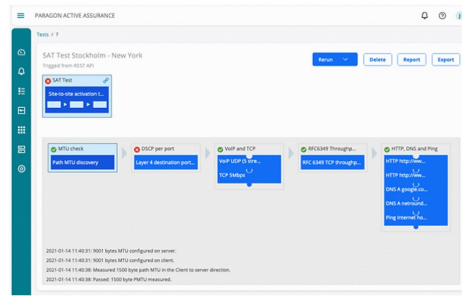 PARAGON ACTIVE ASSURANCE
Tests / 7
SAT Test Stockholm - New York
Trigged from REST API
Rerun
Delete
Report
Export
SAT Test
Site-to-site activation t...
MTU check
Path MTU discovery
DSCP per port
Layer 4 destination port...
VoIP and TCP
VoIP UDP (5 stre...
TCP 5Mbps
RFC6349 Throughp...
RFC 6349 TCP throughp...
HTTP, DNS and Ping
HTTP http://ww...
HTTP http://ww...
DNS A google.co...
DNS A netround...
Ping internet ho...
2021-01-14 11:40:31: 9001 bytes MTU configured on server.
2021-01-14 11:40:31: 9001 bytes MTU configured on client.
2021-01-14 11:40:38: Measured 1500 byte path MTU in the Client to server direction.
2021-01-14 11:40:38: Passed: 1500 byte PMTU measured.